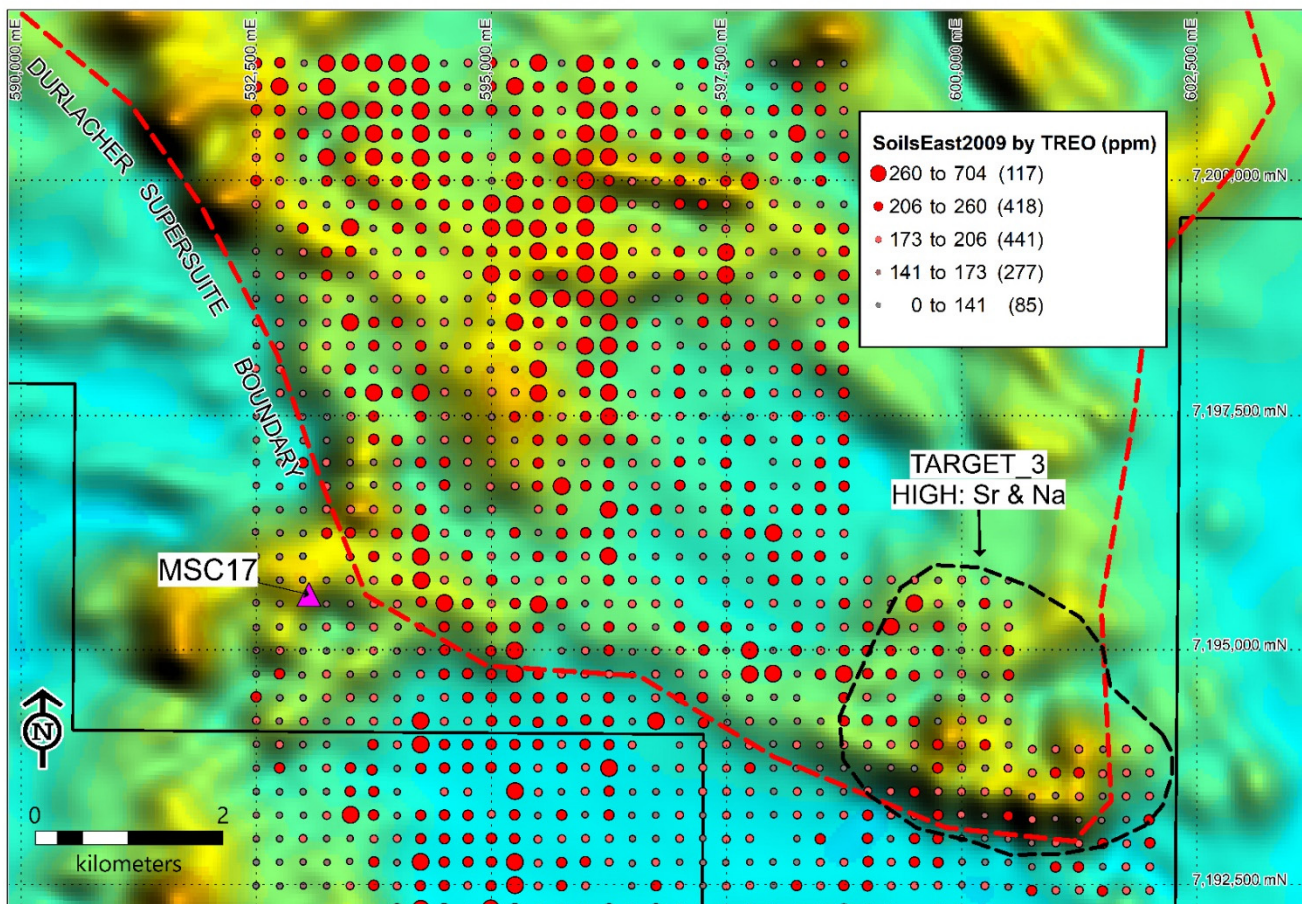 590,000 mE
592,500 mE
595,000 mE
597,500 mE
600,000 mE
602,500 mE
DURLACHER SUPERSUITE
BOUNDARY
SoilsEast2009 by TREO (ppm)
260 to 704 (117)
206 to 260 (418)
173 to 206 (441)
141 to 173 (277)
0 to 141 (85)
7,200,000 mN
7,197,500 mN
TARGET_3
HIGH: Sr & Na
MSC17
7,195,000 mN
N
0 2
kilometers
7,192,500 mN